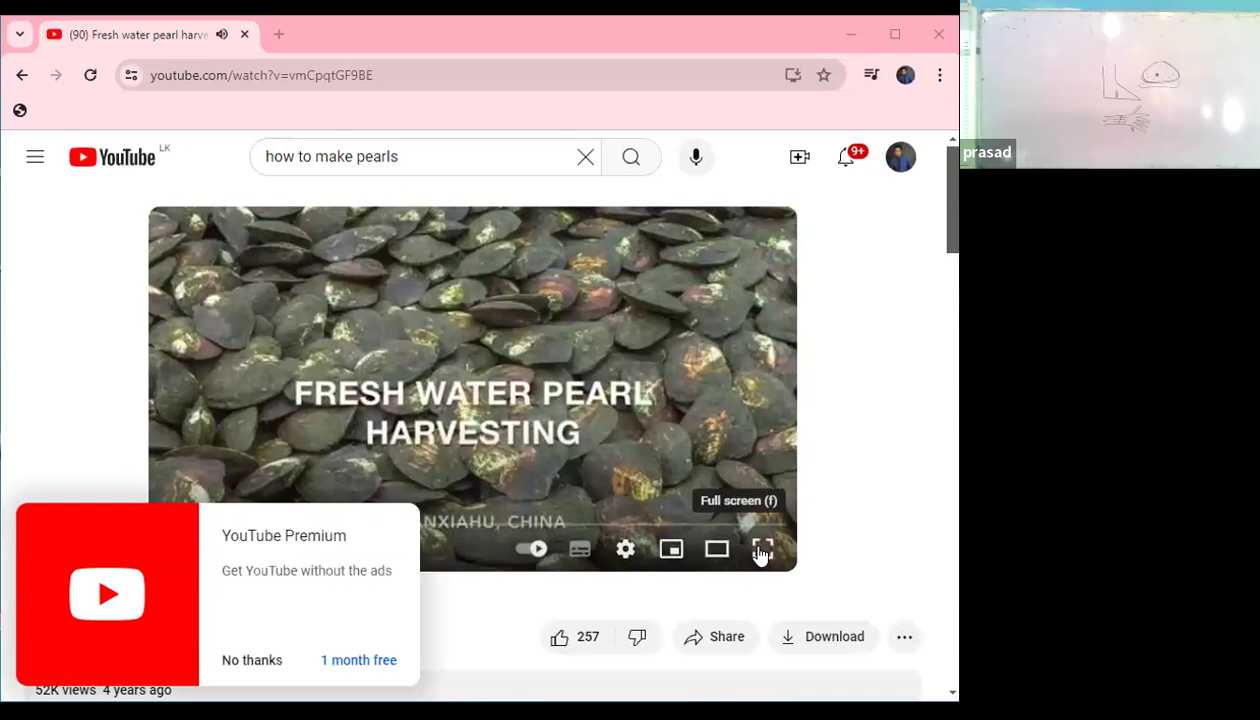 (90) Fresh water pearl harve
youtube.com/watch?v=vmCpqtGF9BE
YouTube LK
how to make pearls
9+
prasad
FRESH WATER PEARL
HARVESTING
NXIAHU, CHINA
Full screen (f)
YouTube Premium
Get YouTube without the ads
No thanks
1 month free
257
Share
Download
52K views 4 years ago